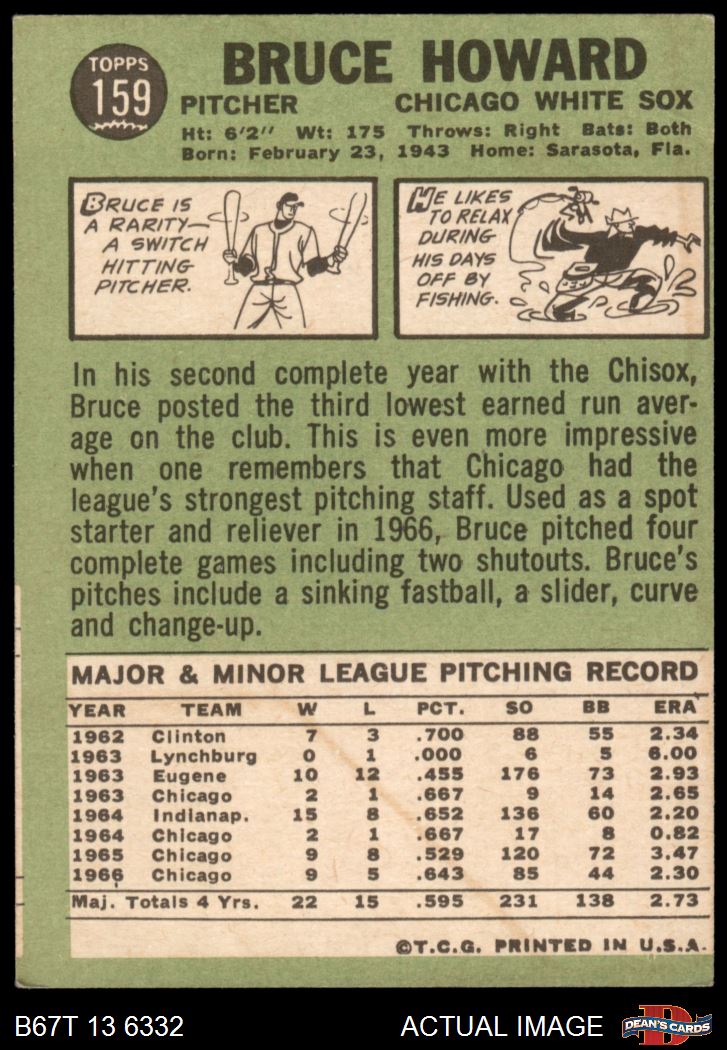 TOPPS
159
BRUCE HOWARD
PITCHER CHICAGO WHITE SOX
Ht: 6'2" Wt: 175 Throws: Right Bats: Both
Born: February 23, 1943 Home: Sarasota, Fla.
BRUCE IS
A RARITY—
A SWITCH
HITTING
PITCHER.
HE LIKES
TO RELAX
DURING
HIS DAYS
OFF BY
FISHING.
In his second complete year with the Chisox,
Bruce posted the third lowest earned run aver-
age on the club. This is even more impressive
when one remembers that Chicago had the
league's strongest pitching staff. Used as a spot
starter and reliever in 1966, Bruce pitched four
complete games including two shutouts. Bruce's
pitches include a sinking fastball, a slider, curve
and change-up.
MAJOR & MINOR LEAGUE PITCHING RECORD
YEAR TEAM W L PCT. SO BB ERA
1962 Clinton 7 3 .700 88 55 2.34
1963 Lynchburg 0 1 .000 6 5 6.00
1963 Eugene 10 12 .455 176 73 2.93
1963 Chicago 2 1 .667 9 14 2.65
1964 Indianap. 15 8 .652 136 60 2.20
1964 Chicago 2 1 .667 17 8 0.82
1965 Chicago 9 8 .529 120 72 3.47
1966 Chicago 9 5 .643 85 44 2.30
Maj. Totals 4 Yrs. 22 15 .595 231 138 2.73
©T.C.G. PRINTED IN U.S.A.
B67T 13 6332 ACTUAL IMAGE
D
DEAN'S CARDS